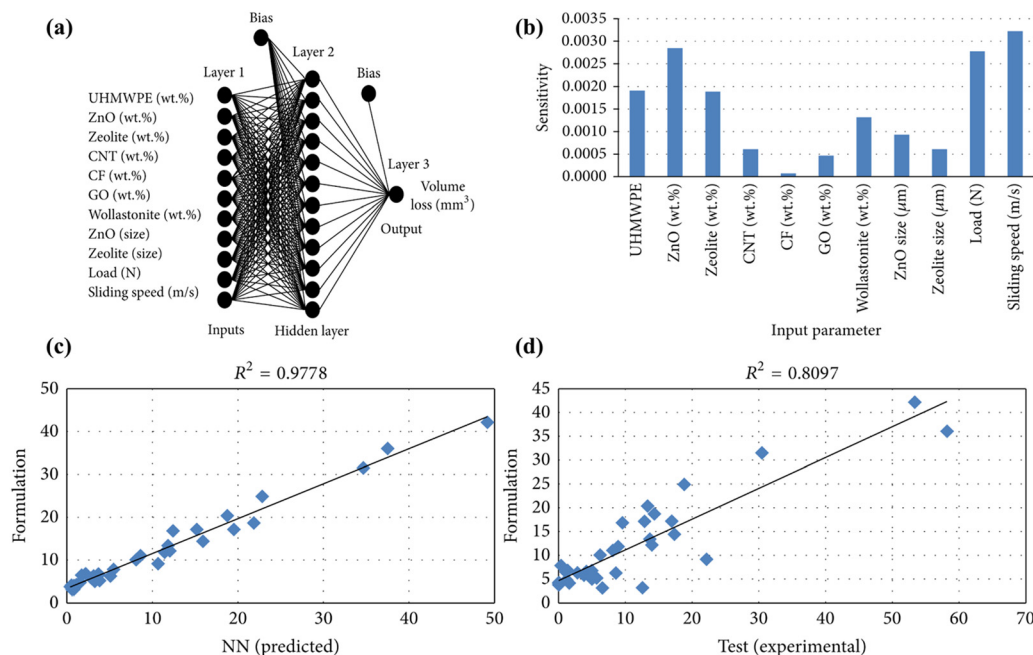 (a)
Bias
Layer 1
Layer 2
Bias
UHMWPE (wt.%)
ZnO (wt.%)
Zeolite (wt.%)
CNT (wt.%)
CF (wt.%)
GO (wt.%)
Wollastonite (wt.%)
ZnO (size)
Zeolite (size)
Load (N)
Sliding speed (m/s)
Layer 3
Volume
loss (mm³)
Output
Inputs
Hidden layer
(b)
Sensitivity
0.0035
0.0030
0.0025
0.0020
0.0015
0.0010
0.0005
0.0000
UHMWPE
ZnO (wt.%)
Zeolite (wt.%)
CNT (wt.%)
CF (wt.%)
GO (wt.%)
Wollastonite (wt.%)
ZnO size (μm)
Zeolite size (μm)
Load (N)
Sliding speed (m/s)
Input parameter
(c)
R² = 0.9778
Formulation
50
40
30
20
10
0
0 10 20 30 40 50
NN (predicted)
(d)
R² = 0.8097
Formulation
45
40
35
30
25
20
15
10
5
0
0 10 20 30 40 50 60 70
Test (experimental)